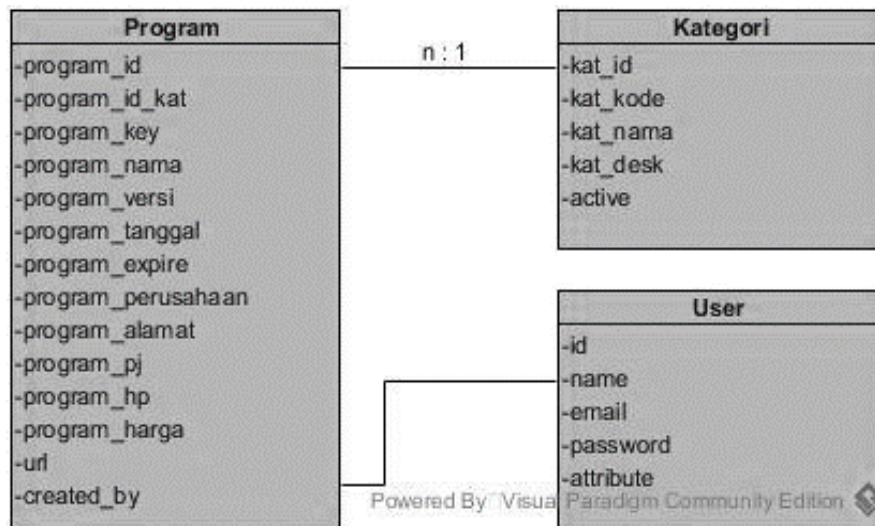 Program
-program_id
-program_id_kat
-program_key
-program_nama
-program_versi
-program_tanggal
-program_expire
-program_perusahaan
-program_alamat
-program_pj
-program_hp
-program_harga
-url
-created_by
n : 1
Kategori
-kat_id
-kat_kode
-kat_nama
-kat_desk
-active
User
-id
-name
-email
-password
-attribute
Powered By Visual Paradigm Community Edition